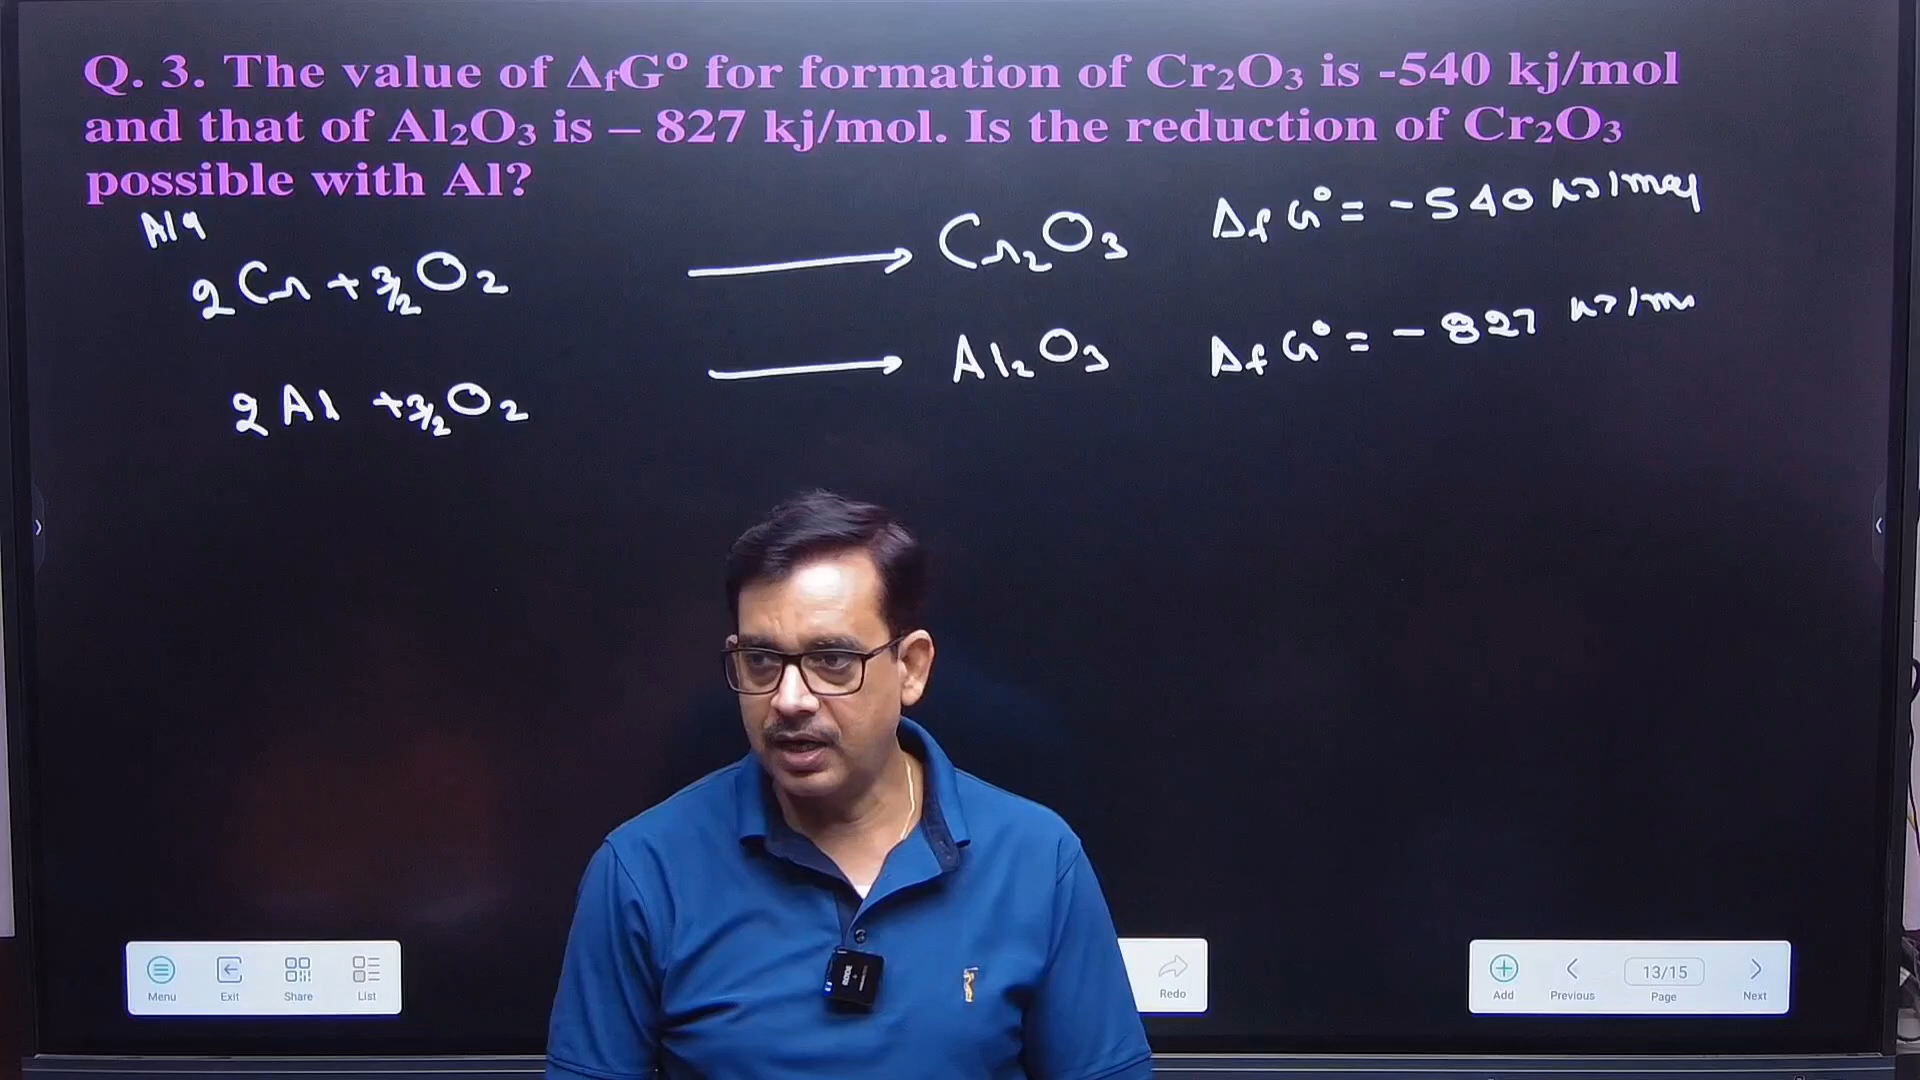 Q. 3. The value of ΔfG° for formation of Cr2O3 is -540 kj/mol
and that of Al2O3 is – 827 kj/mol. Is the reduction of Cr2O3
possible with Al?
2Cr + 3/2 O2 ⟶ Cr2O3 ΔfG° = -540 kJ/mol
2Al + 3/2 O2 ⟶ Al2O3 ΔfG° = - 827 kJ/m
Menu Exit Share List Redo Add Previous 13/15 Page Next
RODE